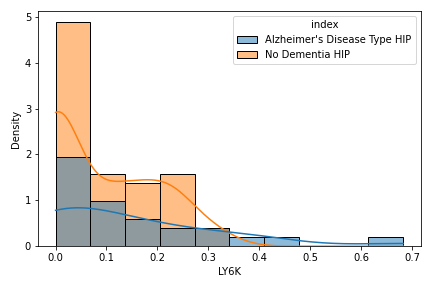 index
Alzheimer's Disease Type HIP
No Dementia HIP
Density
5
4
3
2
1
0
0.0 0.1 0.2 0.3 0.4 0.5 0.6 0.7
LY6K